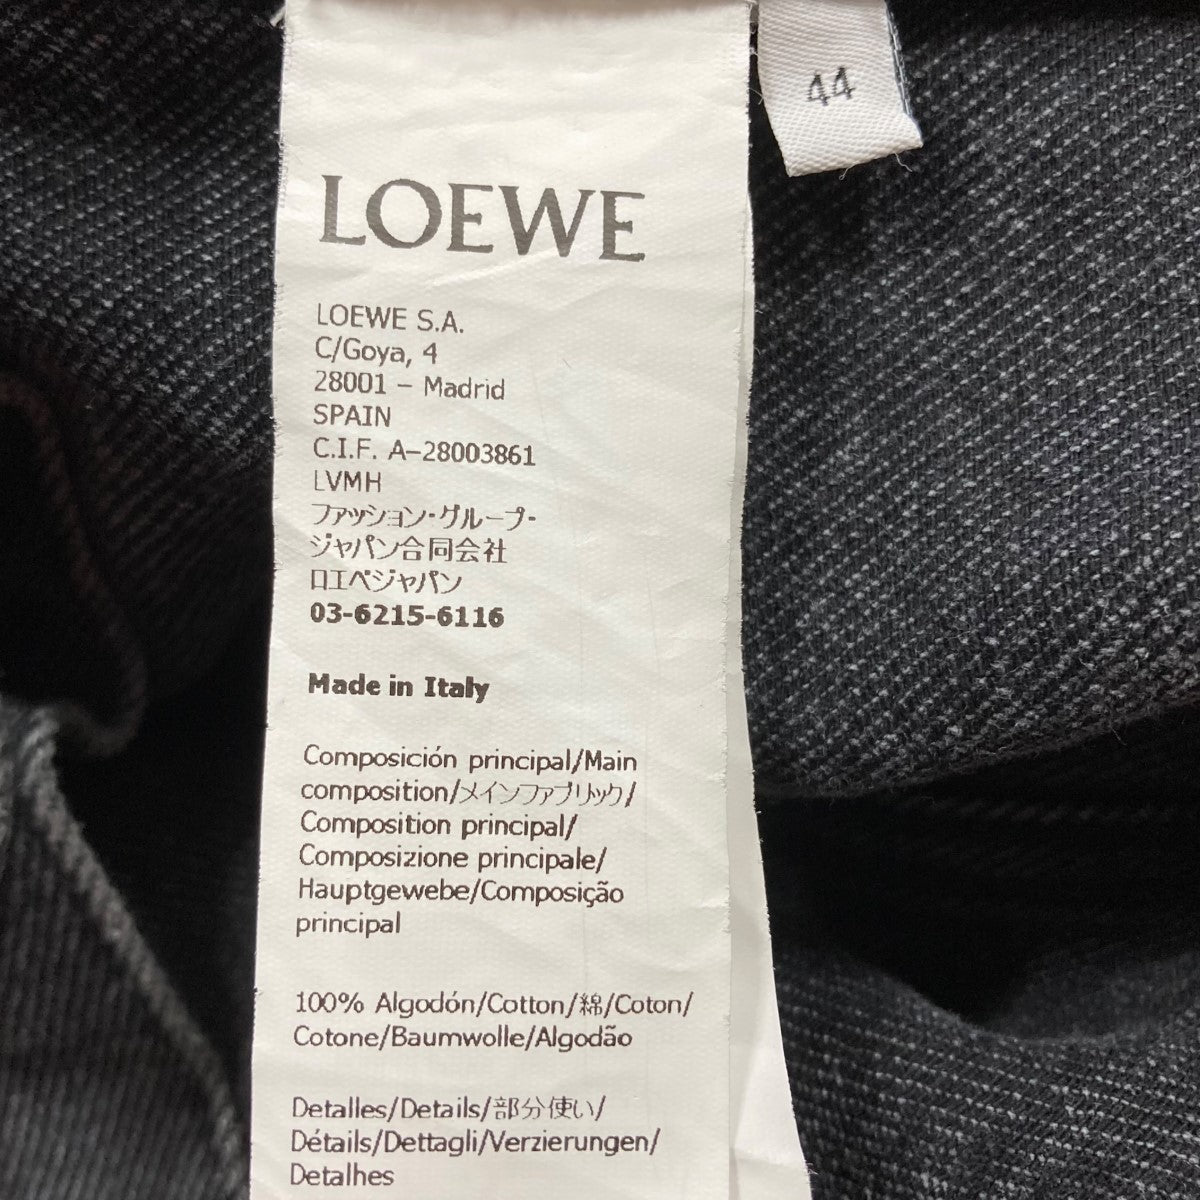 44
LOEWE
LOEWE S.A.
C/Goya, 4
28001 – Madrid
SPAIN
C.I.F. A-28003861
LVMH
ファッション・グループ・
ジャパン合同会社
ロエベジャパン
03-6215-6116
Made in Italy
Composición principal/Main
composition/メインファブリック/
Composition principal/
Composizione principale/
Hauptgewebe/Composição
principal
100% Algodón/Cotton/綿/Coton/
Cotone/Baumwolle/Algodão
Detalles/Details/部分使い/
Détails/Dettagli/Verzierungen/
Detalhes